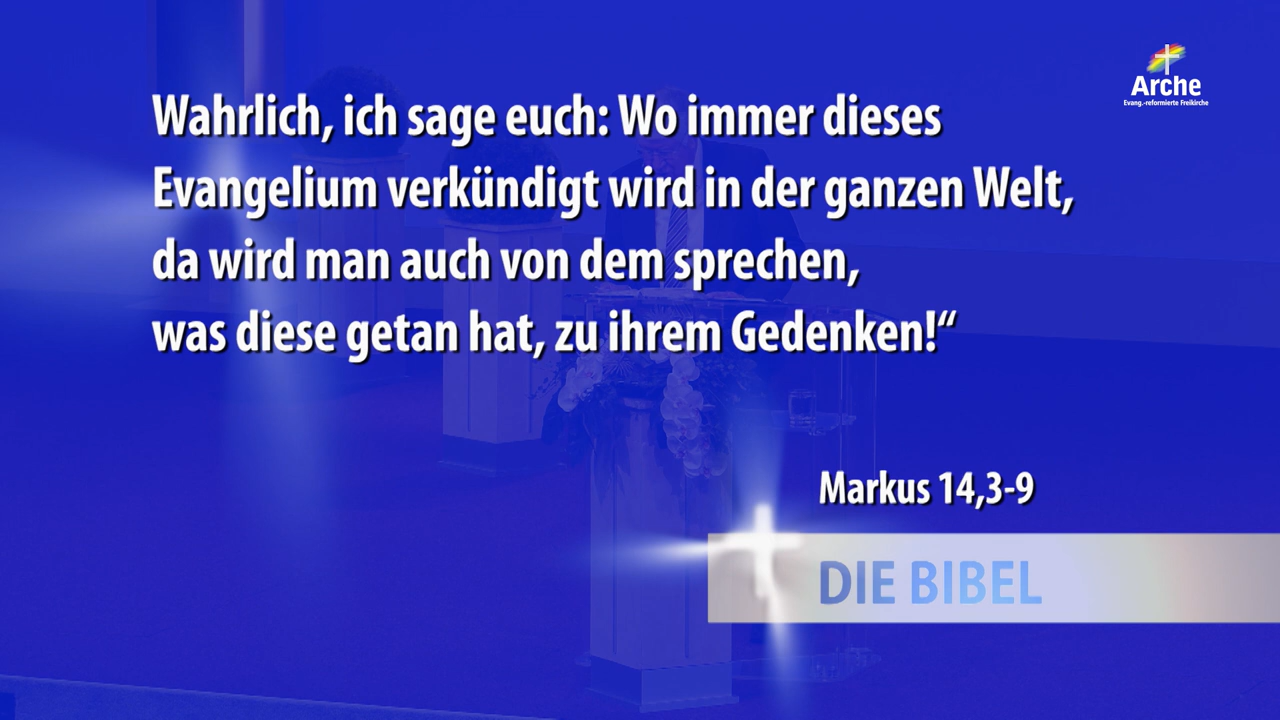 Arche
Evang.-reformierte Freikirche
Wahrlich, ich sage euch: Wo immer dieses
Evangelium verkündigt wird in der ganzen Welt,
da wird man auch von dem sprechen,
was diese getan hat, zu ihrem Gedenken!“
Markus 14,3-9
DIE BIBEL